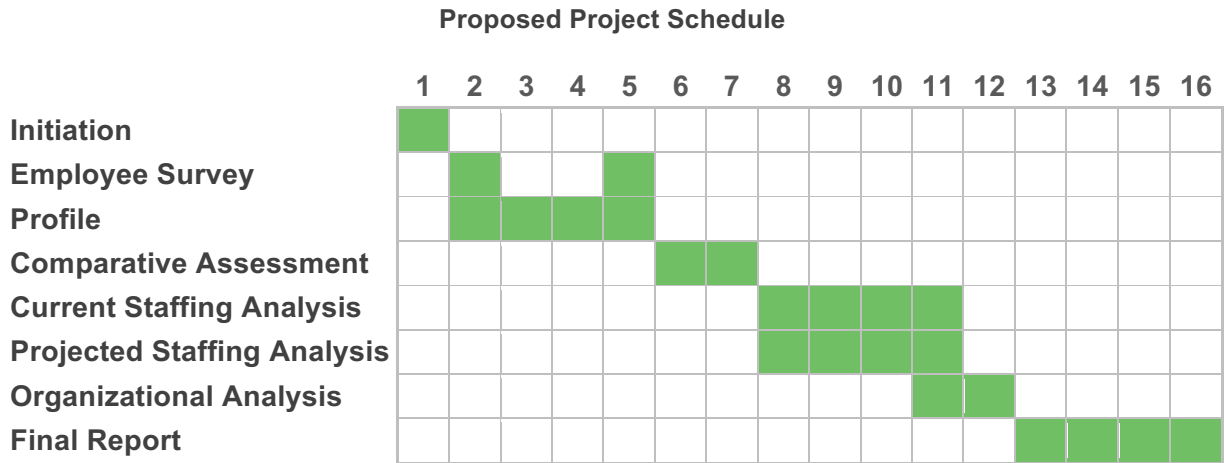 Proposed Project Schedule
1 2 3 4 5 6 7 8 9 10 11 12 13 14 15 16
Initiation
Employee Survey
Profile
Comparative Assessment
Current Staffing Analysis
Projected Staffing Analysis
Organizational Analysis
Final Report